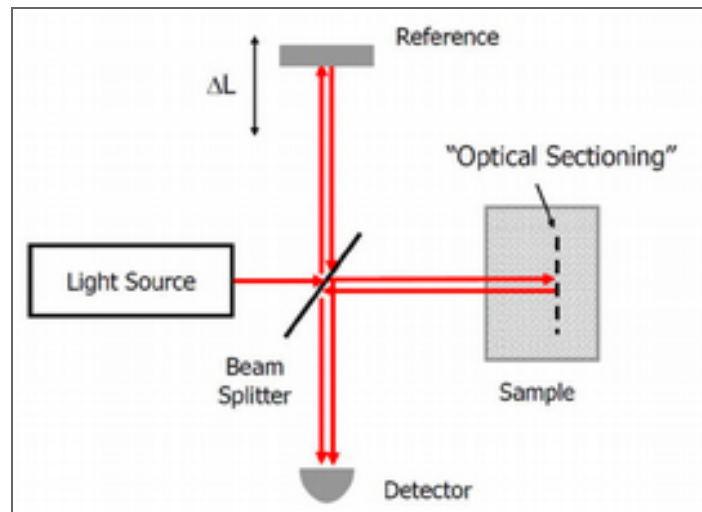 Reference
ΔL
"Optical Sectioning"
Light Source
Beam
Splitter
Sample
Detector